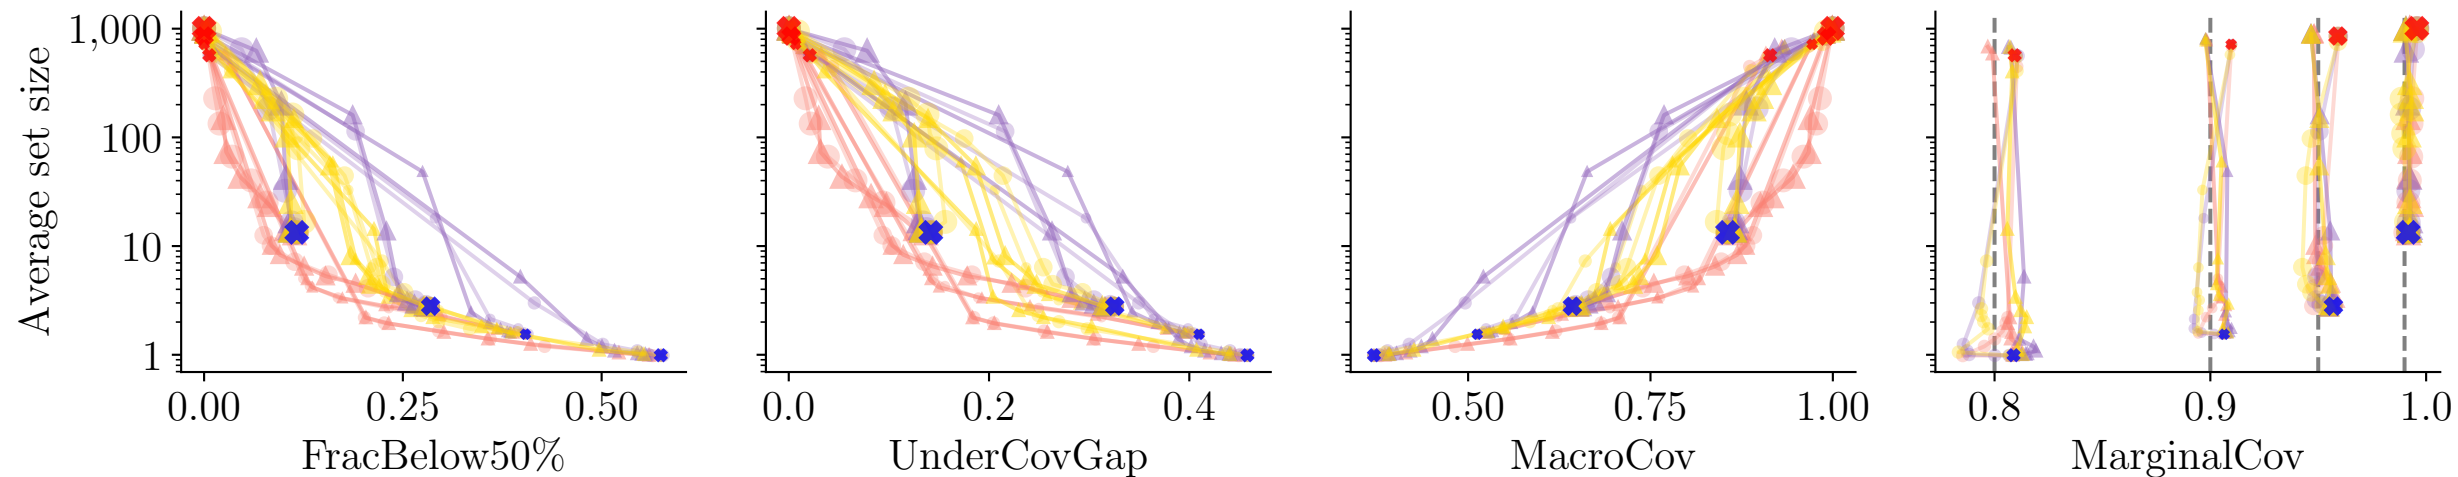 Average set size
1,000
100
10
1
0.00 0.25 0.50
FracBelow50%
0.0 0.2 0.4
UnderCovGap
0.50 0.75 1.00
MacroCov
0.8 0.9 1.0
MarginalCov